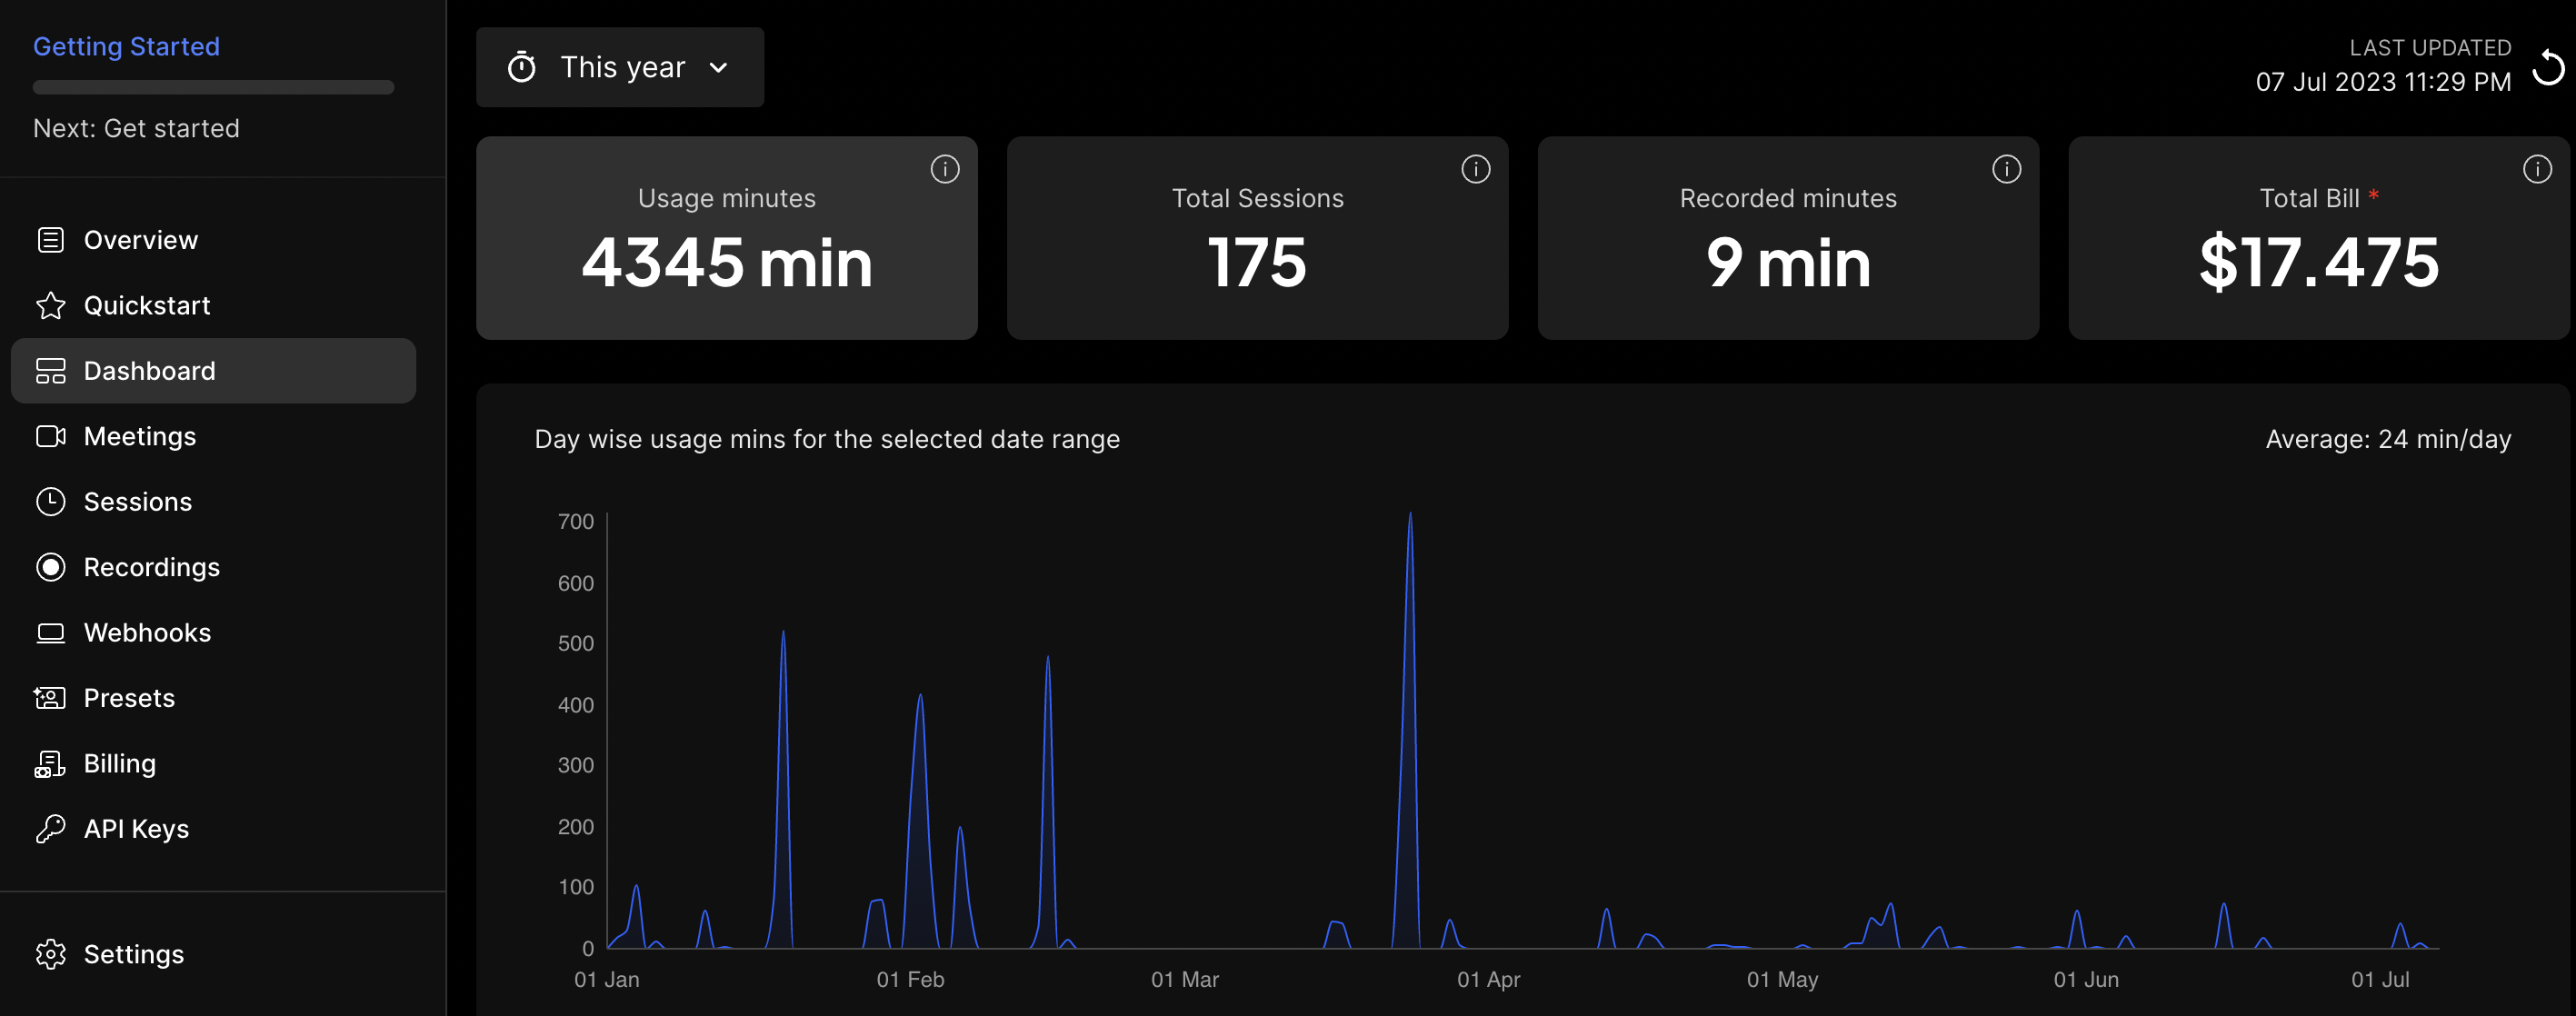 Getting Started
Next: Get started
Overview
Quickstart
Dashboard
Meetings
Sessions
Recordings
Webhooks
Presets
Billing
API Keys
Settings
This year
LAST UPDATED
07 Jul 2023 11:29 PM
Usage minutes
4345 min
Total Sessions
175
Recorded minutes
9 min
Total Bill *
$17.475
Day wise usage mins for the selected date range
Average: 24 min/day
700
600
500
400
300
200
100
0
01 Jan
01 Feb
01 Mar
01 Apr
01 May
01 Jun
01 Jul